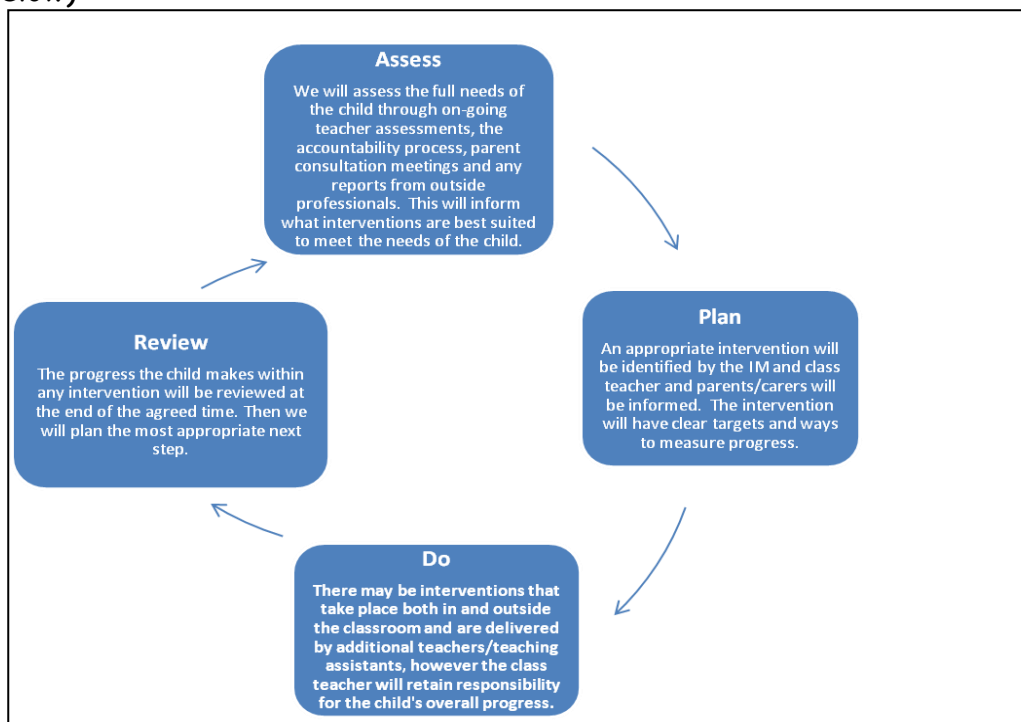 Assess
We will assess the full needs of
the child through on-going
teacher assessments, the
accountability process, parent
consultation meetings and any
reports from outside
professionals. This will inform
what interventions are best suited
to meet the needs of the child.
Plan
An appropriate intervention will
be identified by the IM and class
teacher and parents/carers will
be informed. The intervention
will have clear targets and ways
to measure progress.
Do
There may be interventions that
take place both in and outside
the classroom and are delivered
by additional teachers/teaching
assistants, however the class
teacher will retain responsibility
for the child's overall progress.
Review
The progress the child makes within
any intervention will be reviewed at
the end of the agreed time. Then we
will plan the most appropriate next
step.